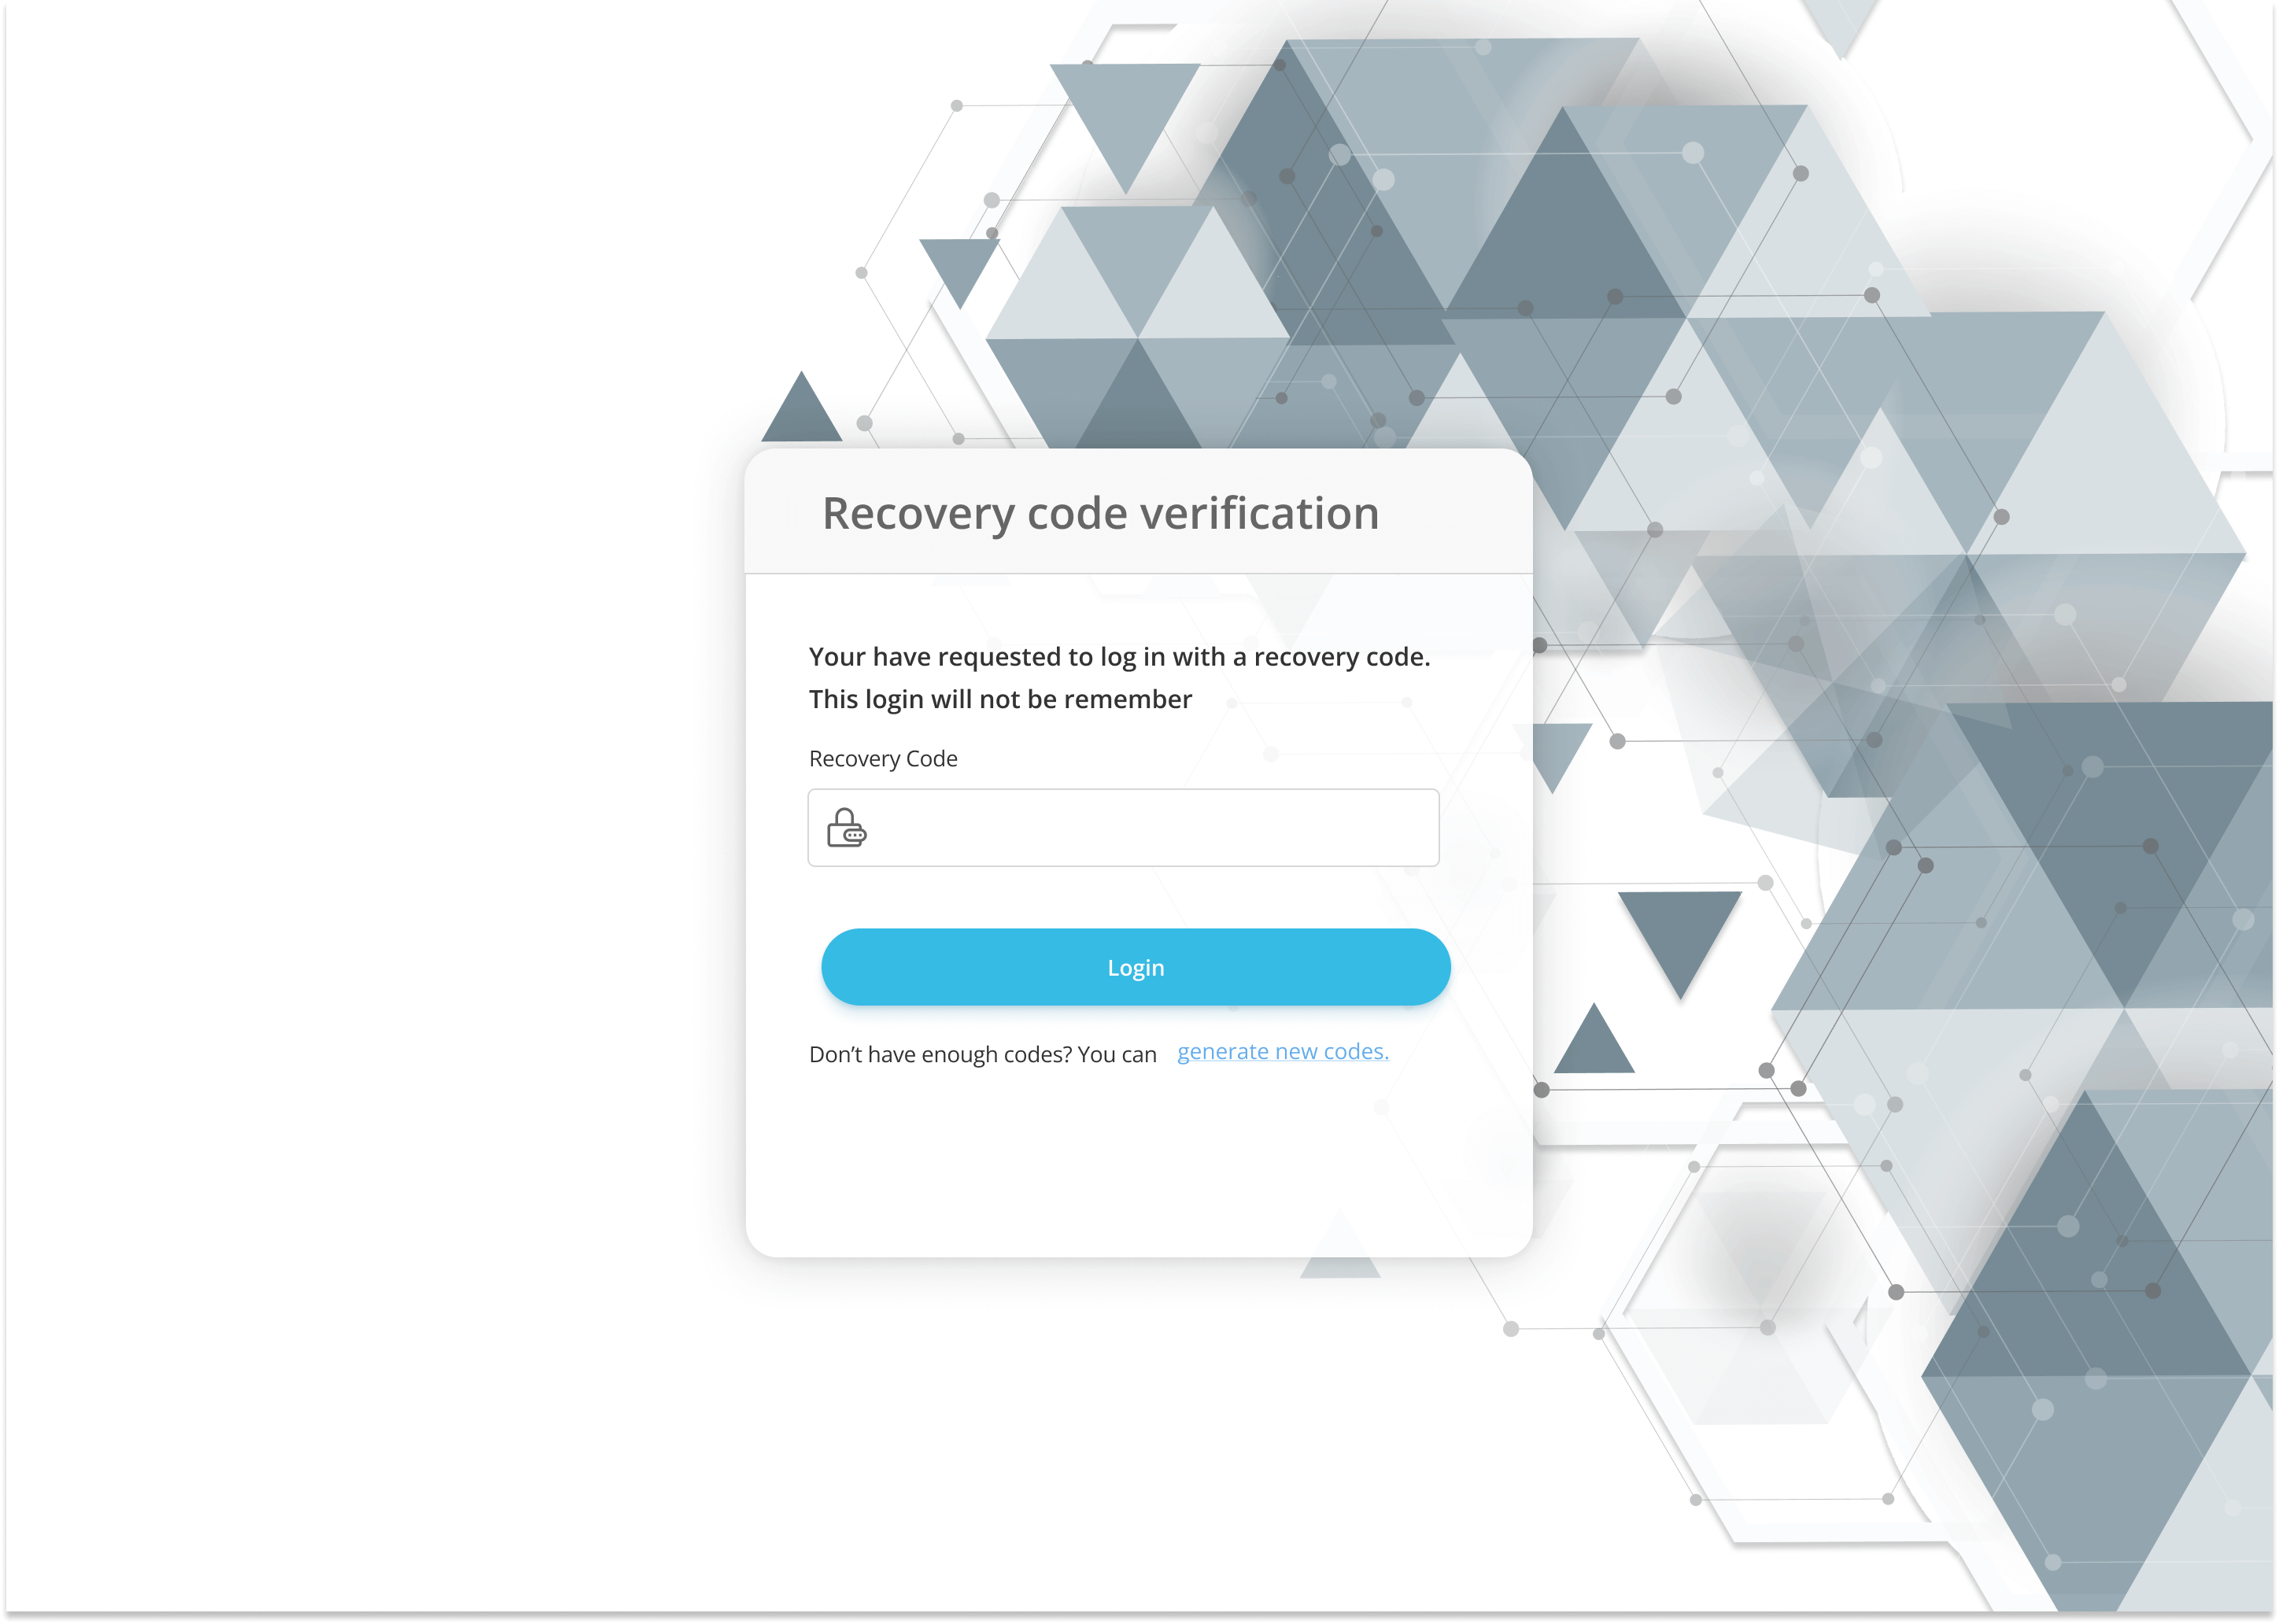 Recovery code verification
Your have requested to log in with a recovery code.
This login will not be remember
Recovery Code
Login
Don’t have enough codes? You can generate new codes.